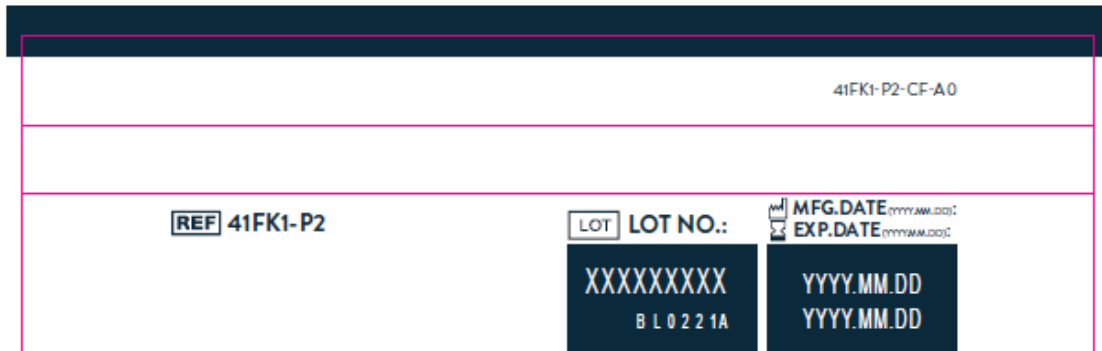 41FK1-P2-CF-A0
REF 41FK1-P2
LOT LOT NO.:
MFG.DATE(YYYY.MM.DD):
EXP.DATE(YYYY.MM.DD):
XXXXXXXXX
BL0221A
YYYY.MM.DD
YYYY.MM.DD